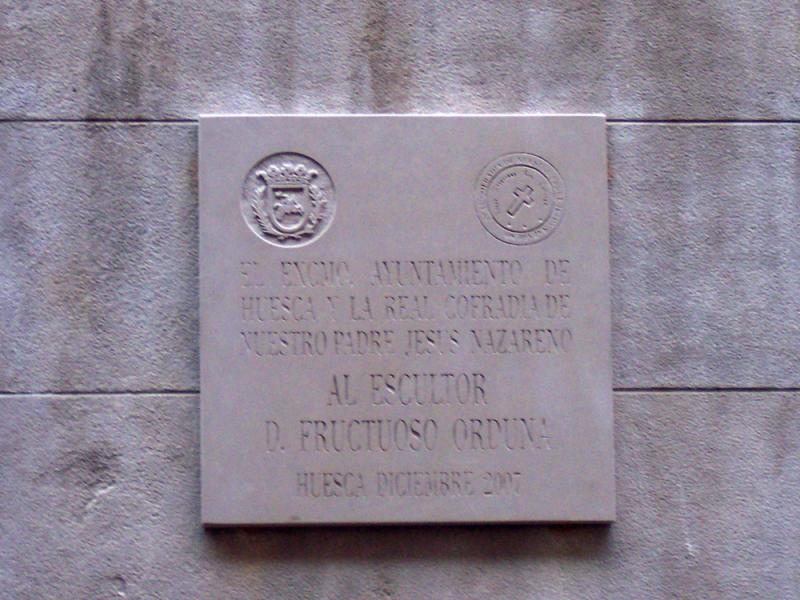 EL EXCMO. AYUNTAMIENTO DE
HUESCA Y LA REAL COFRADIA DE
NUESTRO PADRE JESUS NAZARENO
AL ESCULTOR
D. FRUCTUOSO ORDUNA
HUESCA DICIEMBRE 2007